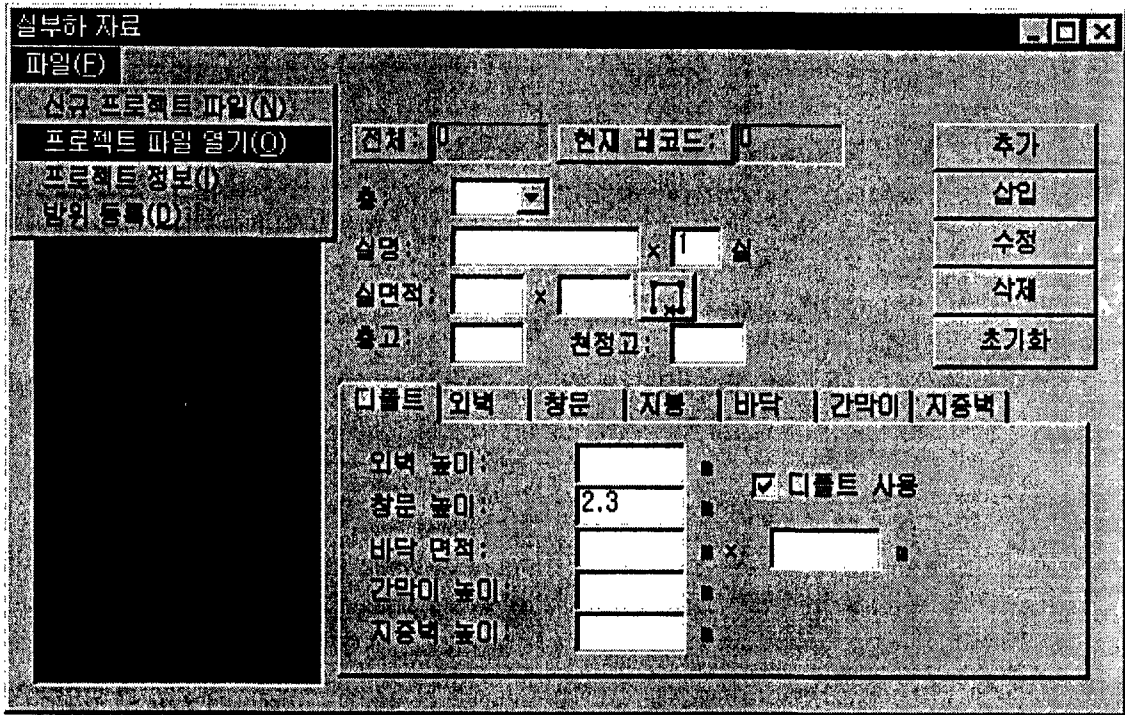 실부하 자료
파일(F)
신규 프로젝트 파일(N)
프로젝트 파일 열기(O)
프로젝트 정보(I)
방위 등록(D)
전체: 0 현재 레코드: 0
층:
실명: x 1 실
실면적: x
층고: 천정고:
추가
삽입
수정
삭제
초기화
디폴트 외벽 창문 지붕 바닥 간막이 지중벽
외벽 높이: m
창문 높이: 2.3 m
바닥 면적: m x m
간막이 높이: m
지중벽 높이: m
디폴트 사용